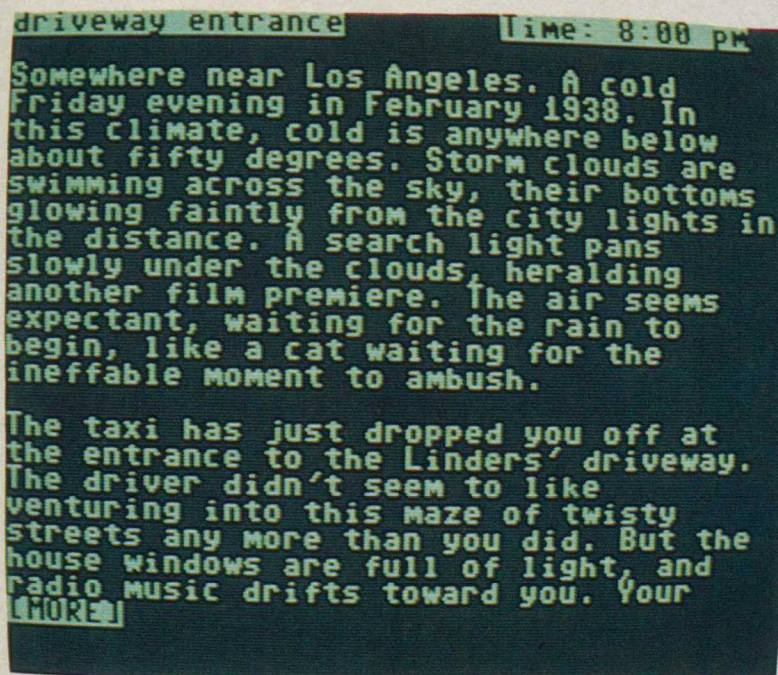 driveway entrance Time: 8:00 pm
Somewhere near Los Angeles. A cold
Friday evening in February 1938. In
this climate, cold is anywhere below
about fifty degrees. Storm clouds are
swimming across the sky, their bottoms
glowing faintly from the city lights in
the distance. A search light pans
slowly under the clouds, heralding
another film premiere. The air seems
expectant, waiting for the rain to
begin, like a cat waiting for the
ineffable moment to ambush.
The taxi has just dropped you off at
the entrance to the Linders' driveway.
The driver didn't seem to like
venturing into this maze of twisty
streets any more than you did. But the
house windows are full of light, and
radio music drifts toward you. Your
[MORE]